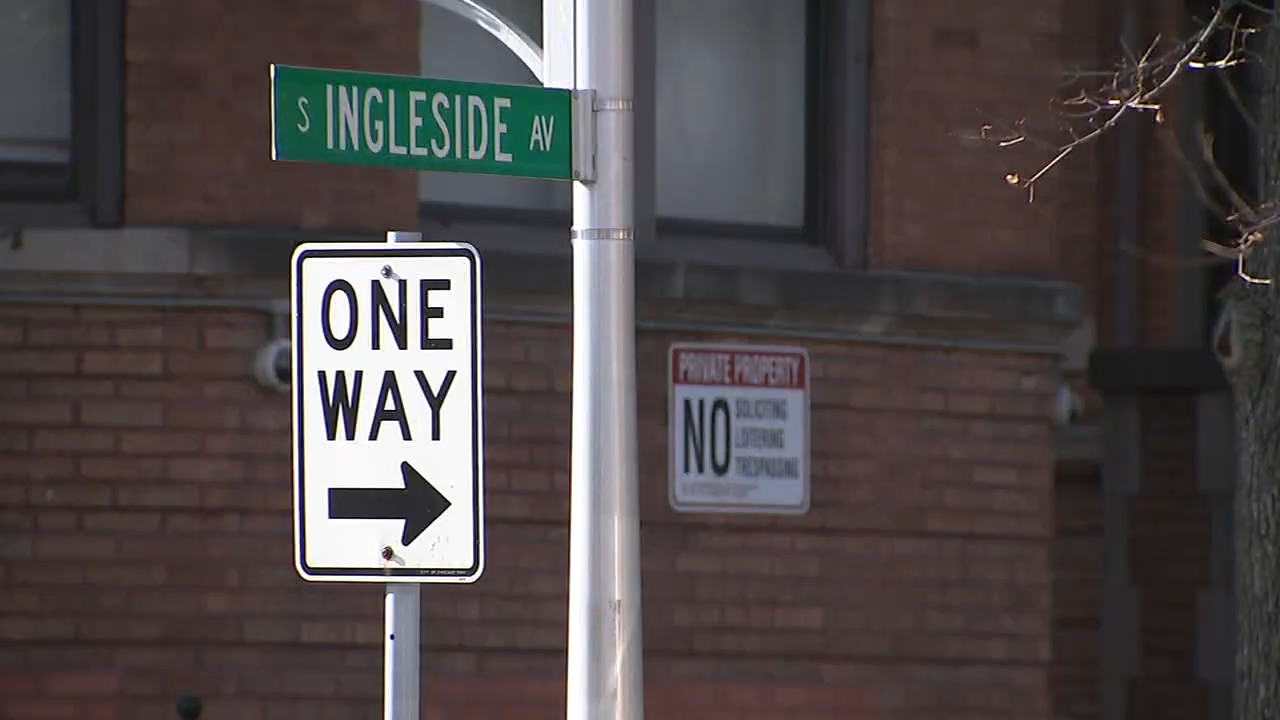 S INGLESIDE AV
ONE
WAY
PRIVATE PROPERTY
NO
SOLICITING
LOITERING
TRESPASSING